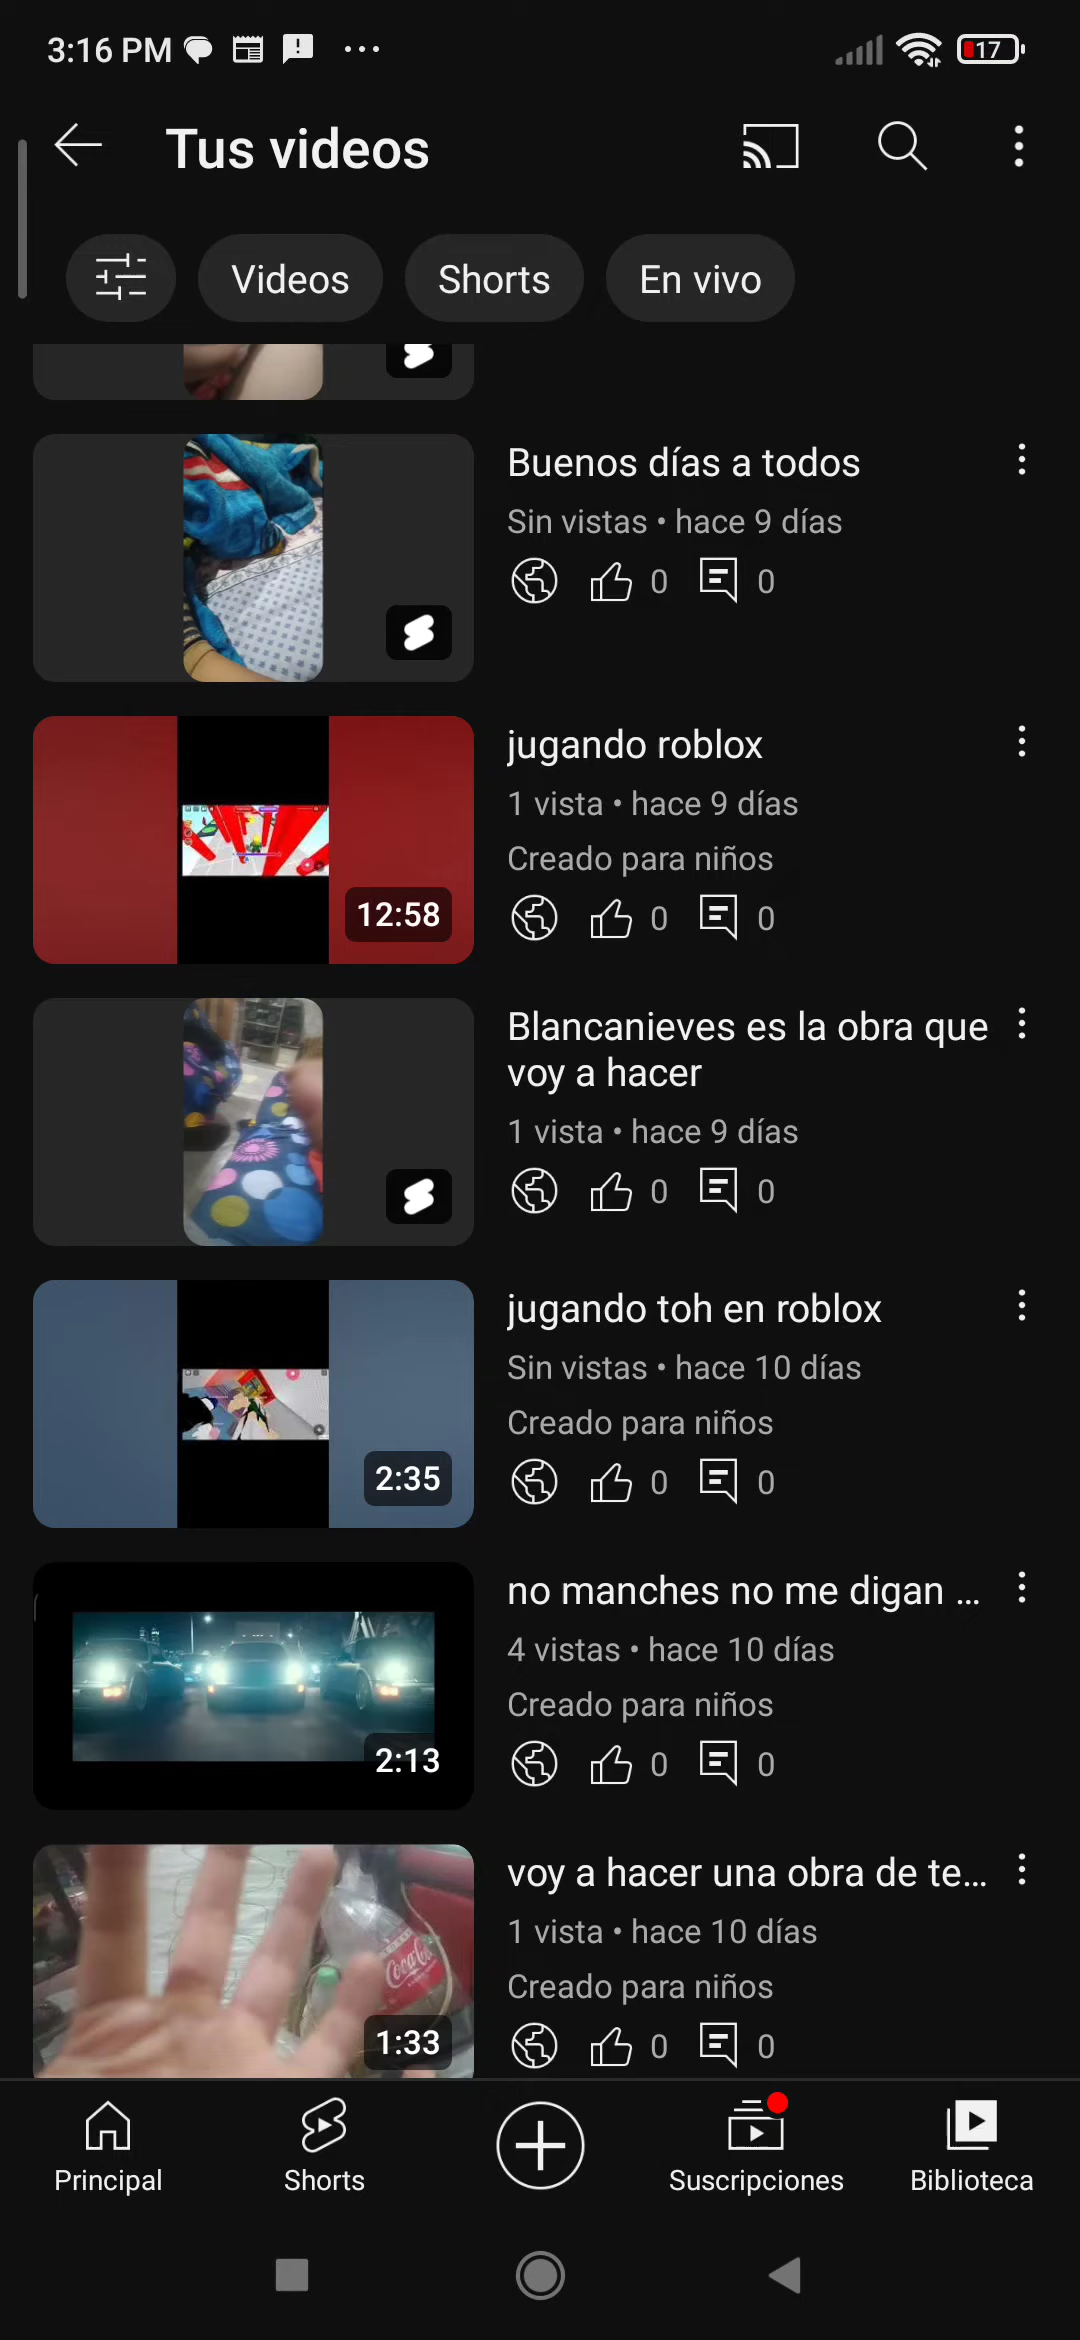 3:16 PM
17
Tus videos
Videos
Shorts
En vivo
Buenos días a todos
Sin vistas • hace 9 días
0
0
jugando roblox
1 vista • hace 9 días
Creado para niños
0
0
12:58
Blancanieves es la obra que
voy a hacer
1 vista • hace 9 días
0
0
jugando toh en roblox
Sin vistas • hace 10 días
Creado para niños
0
0
2:35
no manches no me digan ...
4 vistas • hace 10 días
Creado para niños
0
0
2:13
voy a hacer una obra de te...
1 vista • hace 10 días
Creado para niños
0
0
Coca-
1:33
Principal
Shorts
Suscripciones
Biblioteca